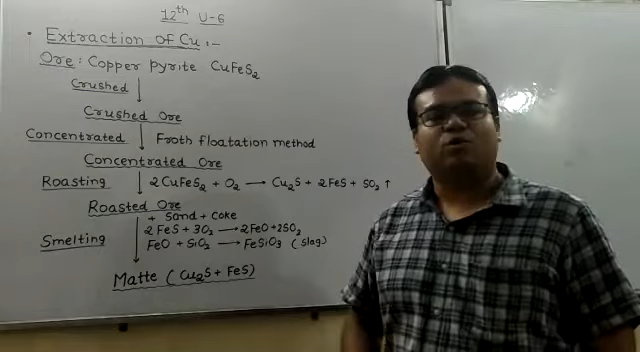 12th U-6
• Extraction of Cu :-
Ore : Copper Pyrite CuFeS₂
Crushed ↓
Crushed Ore
Concentrated ↓ Froth floatation method
Concentrated Ore
Roasting ↓ 2CuFeS₂ + O₂ → Cu₂S + 2FeS + SO₂ ↑
Roasted Ore
+ Sand + Coke
2FeS + 3O₂ → 2FeO + 2SO₂
Smelting ↓ FeO + SiO₂ → FeSiO₃ (Slag)
Matte (Cu₂S + FeS)